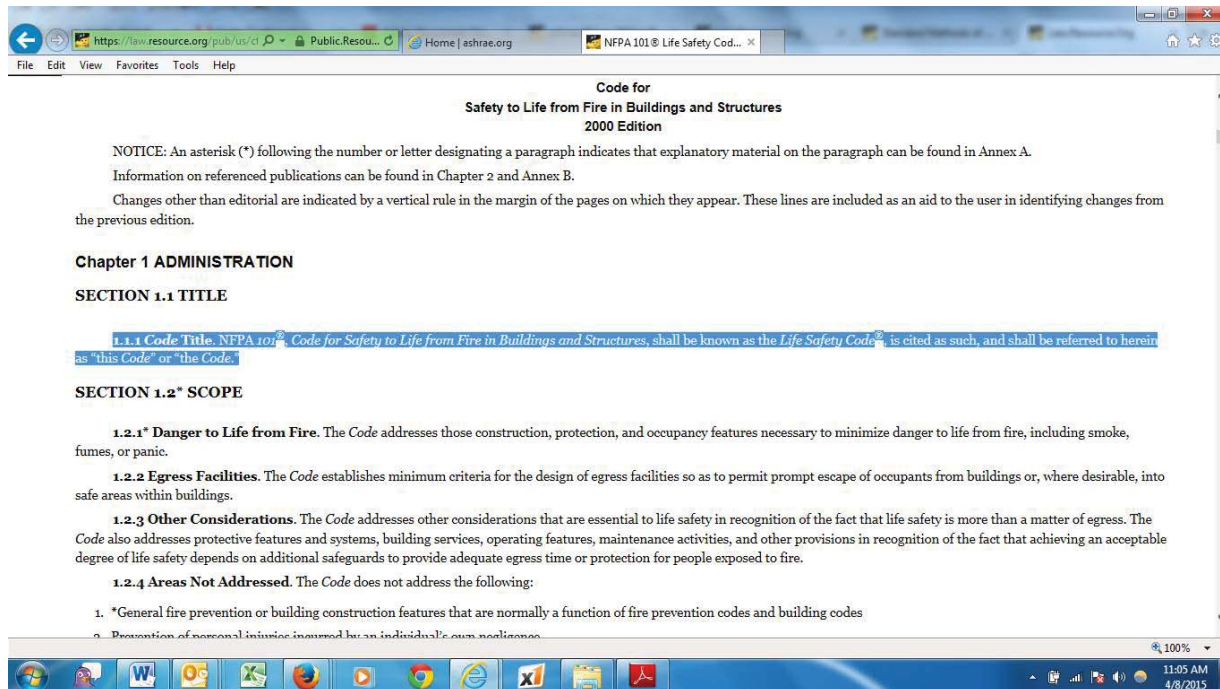 https://law.resource.org/pub/us/cf
Public.Resou...
Home | ashrae.org
NFPA 101® Life Safety Cod...
File Edit View Favorites Tools Help
Code for
Safety to Life from Fire in Buildings and Structures
2000 Edition
NOTICE: An asterisk (*) following the number or letter designating a paragraph indicates that explanatory material on the paragraph can be found in Annex A.
Information on referenced publications can be found in Chapter 2 and Annex B.
Changes other than editorial are indicated by a vertical rule in the margin of the pages on which they appear. These lines are included as an aid to the user in identifying changes from
the previous edition.
Chapter 1 ADMINISTRATION
SECTION 1.1 TITLE
1.1.1 Code Title. NFPA 101®, Code for Safety to Life from Fire in Buildings and Structures, shall be known as the Life Safety Code®, is cited as such, and shall be referred to herein
as “this Code” or “the Code.”
SECTION 1.2* SCOPE
1.2.1* Danger to Life from Fire. The Code addresses those construction, protection, and occupancy features necessary to minimize danger to life from fire, including smoke,
fumes, or panic.
1.2.2 Egress Facilities. The Code establishes minimum criteria for the design of egress facilities so as to permit prompt escape of occupants from buildings or, where desirable, into
safe areas within buildings.
1.2.3 Other Considerations. The Code addresses other considerations that are essential to life safety in recognition of the fact that life safety is more than a matter of egress. The
Code also addresses protective features and systems, building services, operating features, maintenance activities, and other provisions in recognition of the fact that achieving an acceptable
degree of life safety depends on additional safeguards to provide adequate egress time or protection for people exposed to fire.
1.2.4 Areas Not Addressed. The Code does not address the following:
1. *General fire prevention or building construction features that are normally a function of fire prevention codes and building codes
2. Prevention of personal injuries incurred by an individual’s own negligence
100%
11:05 AM
4/8/2015